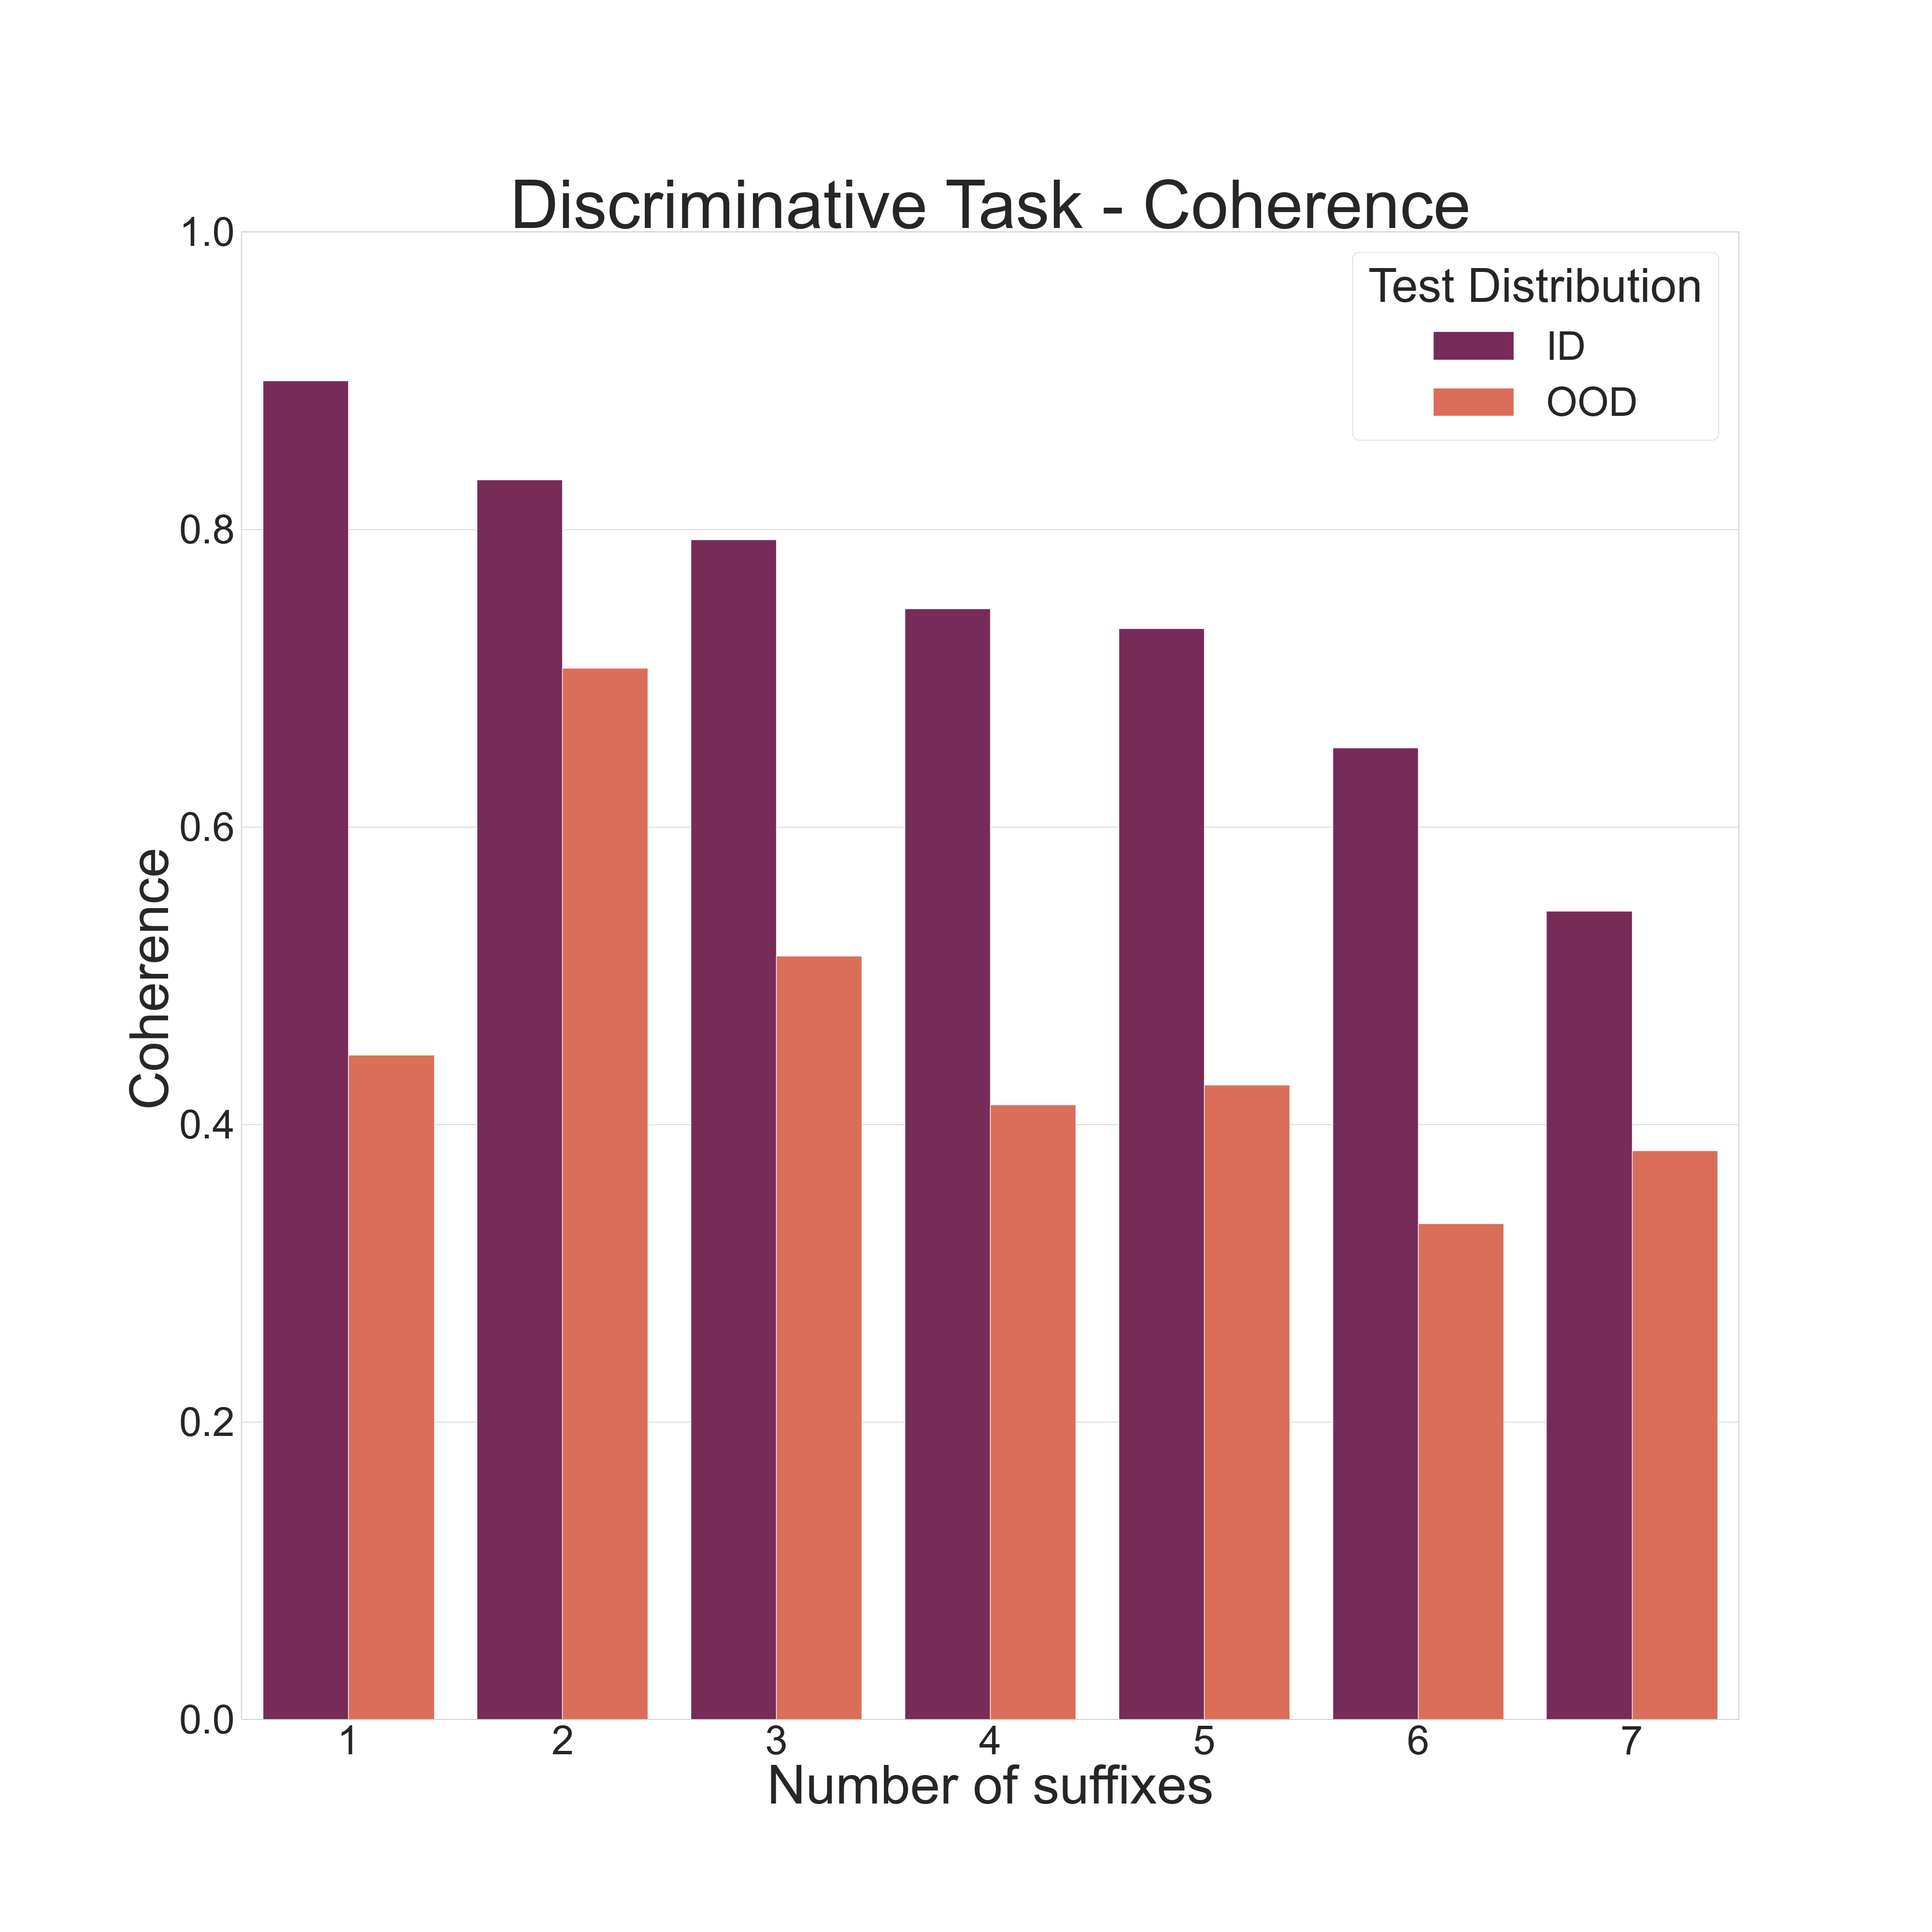 Discriminative Task - Coherence
Test Distribution
ID
OOD
1.0
0.8
0.6
0.4
0.2
0.0
Coherence
1 2 3 4 5 6 7
Number of suffixes